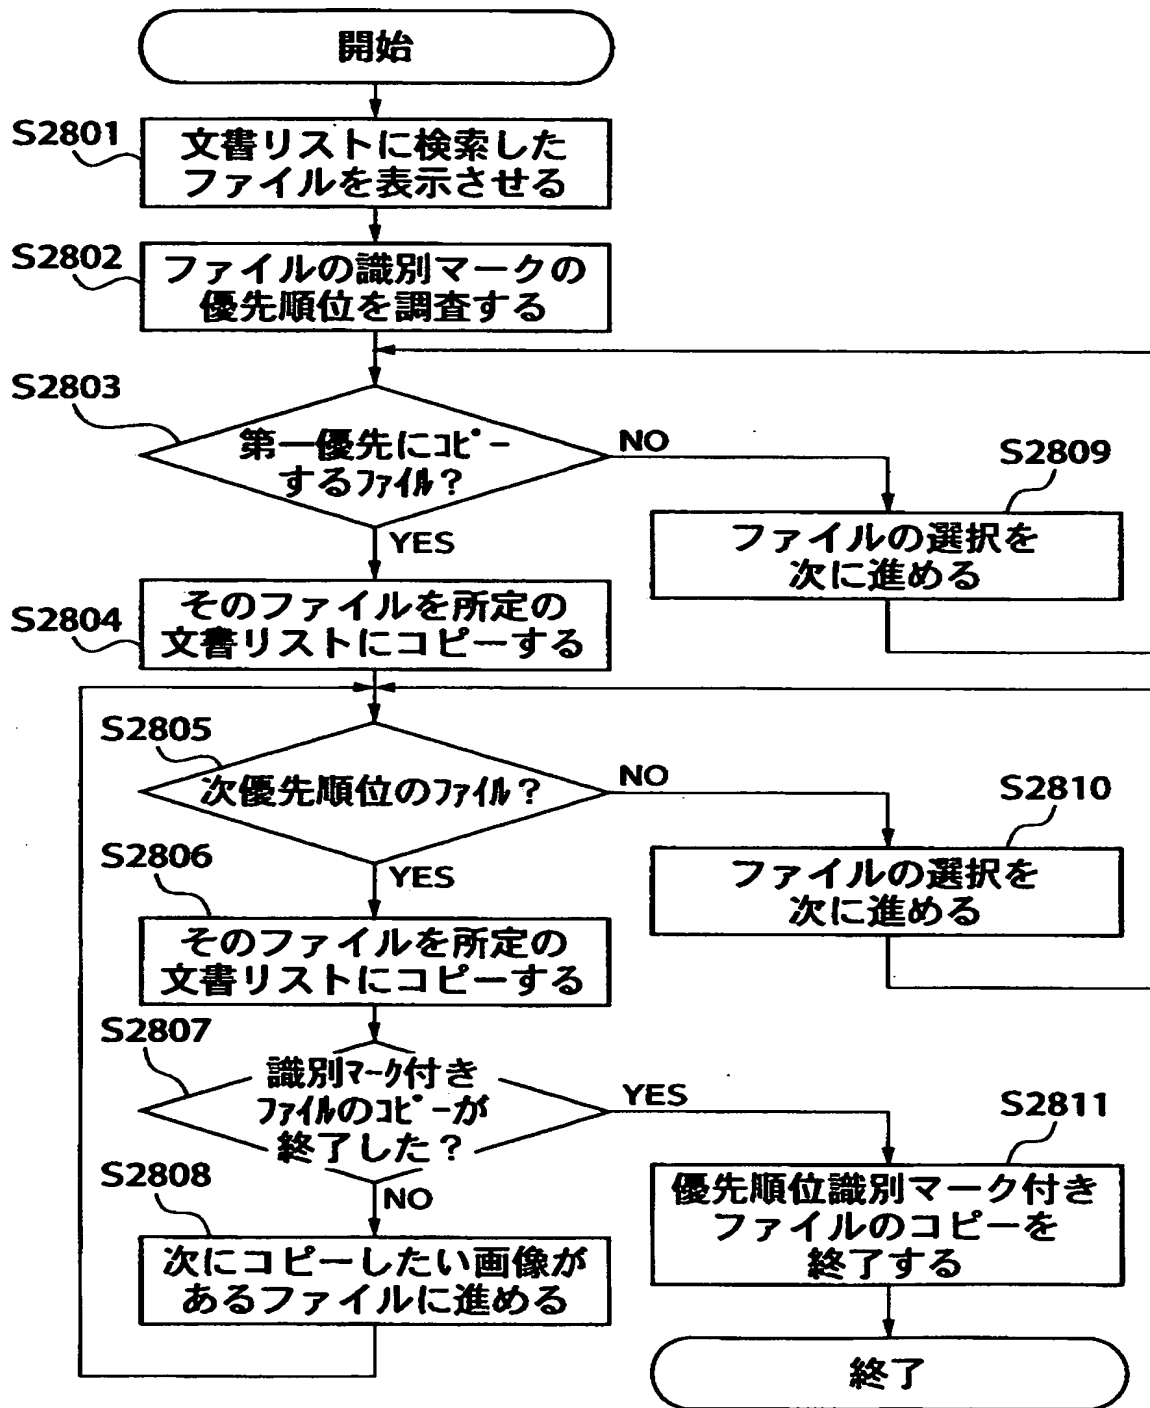 開始
S2801
文書リストに検索した
ファイルを表示させる
S2802
ファイルの識別マークの
優先順位を調査する
S2803
第一優先にｺﾋﾟｰ
するﾌｧｲﾙ？
NO
YES
S2809
ファイルの選択を
次に進める
S2804
そのファイルを所定の
文書リストにコピーする
S2805
次優先順位のﾌｧｲﾙ？
NO
YES
S2810
ファイルの選択を
次に進める
S2806
そのファイルを所定の
文書リストにコピーする
S2807
識別ﾏｰｸ付き
ﾌｧｲﾙのｺﾋﾟｰが
終了した？
YES
NO
S2811
優先順位識別マーク付き
ファイルのコピーを
終了する
S2808
次にコピーしたい画像が
あるファイルに進める
終了